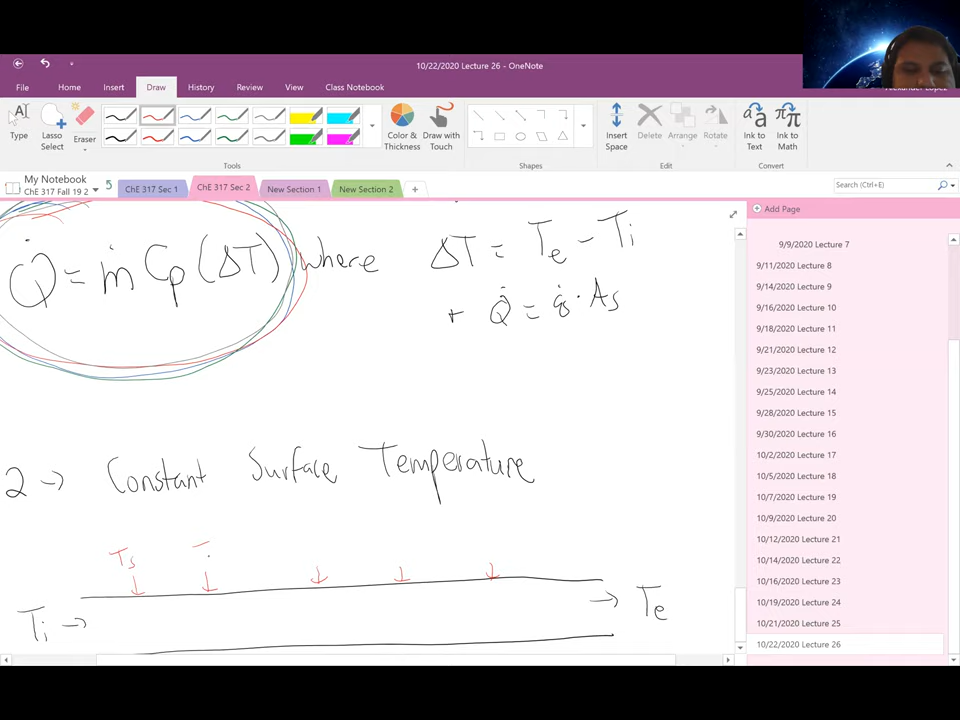 10/22/2020 Lecture 26 - OneNote
File Home Insert Draw History Review View Class Notebook
Type
Lasso Select
Eraser
Color & Thickness
Draw with Touch
Insert Space
Delete
Arrange
Rotate
Ink to Text
Ink to Math
Tools
Shapes
Edit
Convert
My Notebook
ChE 317 Fall 19 2
ChE 317 Sec 1
ChE 317 Sec 2
New Section 1
New Section 2
+
Search (Ctrl+E)
Add Page
9/9/2020 Lecture 7
9/11/2020 Lecture 8
9/14/2020 Lecture 9
9/16/2020 Lecture 10
9/18/2020 Lecture 11
9/21/2020 Lecture 12
9/23/2020 Lecture 13
9/25/2020 Lecture 14
9/28/2020 Lecture 15
9/30/2020 Lecture 16
10/2/2020 Lecture 17
10/5/2020 Lecture 18
10/7/2020 Lecture 19
10/9/2020 Lecture 20
10/12/2020 Lecture 21
10/14/2020 Lecture 22
10/16/2020 Lecture 23
10/19/2020 Lecture 24
10/21/2020 Lecture 25
10/22/2020 Lecture 26
Q̇ = ṁ Cp (ΔT) where ΔT = Te - Ti
+ Q̇ = q̇ · As
2 → Constant Surface Temperature
Ts T
Ti → → Te